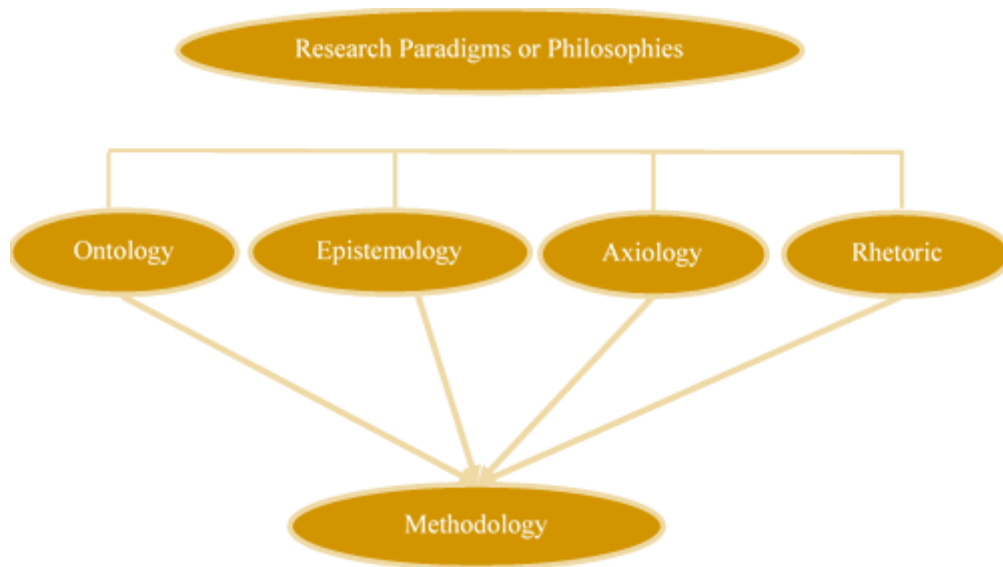 Research Paradigms or Philosophies
Ontology
Epistemology
Axiology
Rhetoric
Methodology